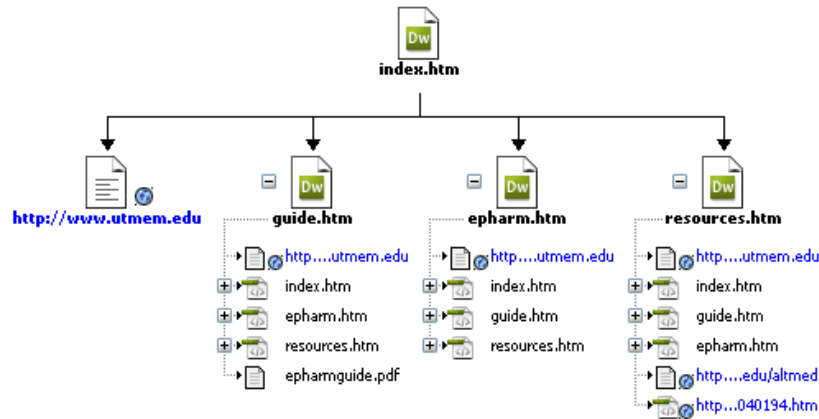 Dw
index.htm
http://www.utmem.edu
Dw
guide.htm
Dw
epharm.htm
Dw
resources.htm
http....utmem.edu
index.htm
epharm.htm
resources.htm
epharmguide.pdf
http....utmem.edu
index.htm
guide.htm
resources.htm
http....utmem.edu
index.htm
guide.htm
epharm.htm
http....edu/altmed
http...040194.htm